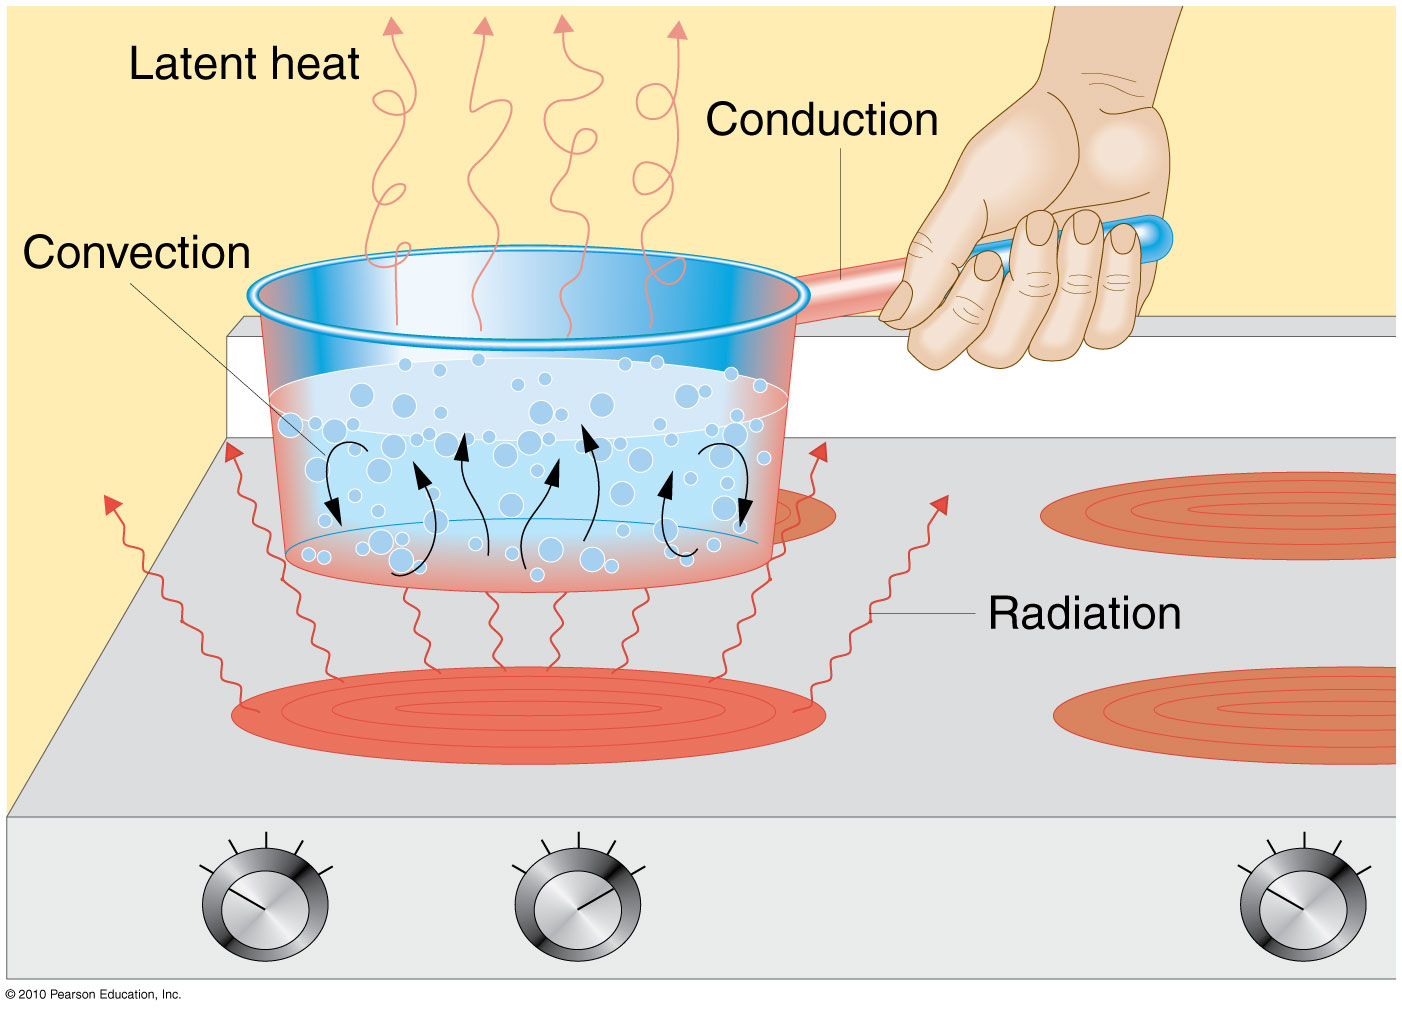 Latent heat
Conduction
Convection
Radiation
© 2010 Pearson Education, Inc.